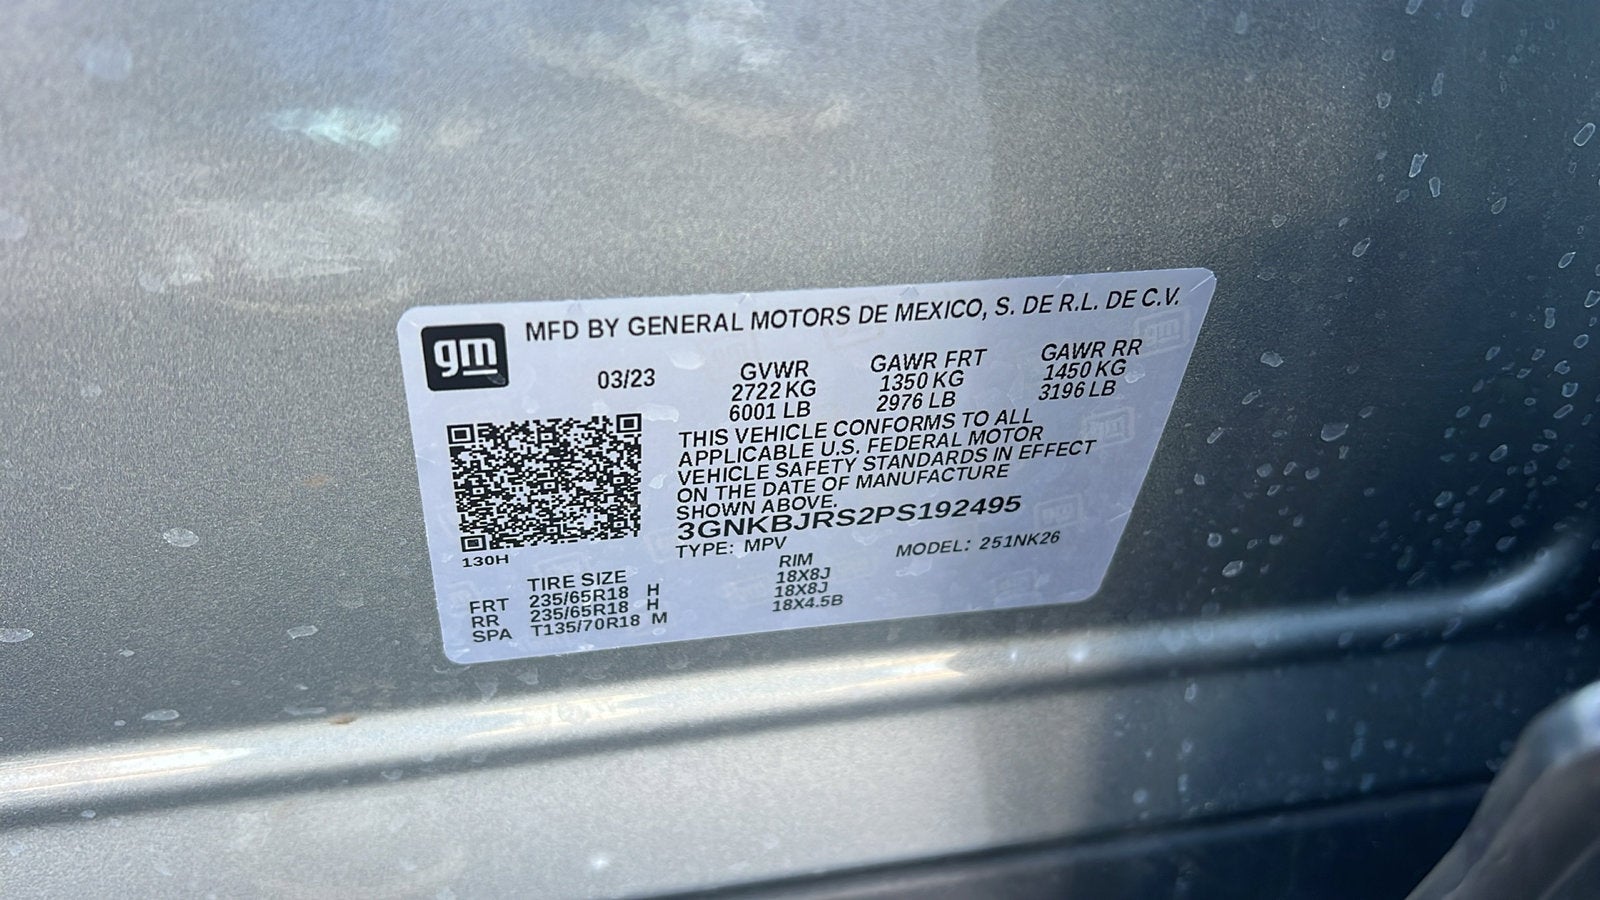 gm
MFD BY GENERAL MOTORS DE MEXICO, S. DE R.L. DE C.V.
03/23
GVWR GAWR FRT GAWR RR
2722 KG 1350 KG 1450 KG
6001 LB 2976 LB 3196 LB
THIS VEHICLE CONFORMS TO ALL
APPLICABLE U.S. FEDERAL MOTOR
VEHICLE SAFETY STANDARDS IN EFFECT
ON THE DATE OF MANUFACTURE
SHOWN ABOVE.
3GNKBJRS2PS192495
TYPE: MPV MODEL: 251NK26
130H
TIRE SIZE RIM
FRT 235/65R18 H 18X8J
RR 235/65R18 H 18X8J
SPA T135/70R18 M 18X4.5B